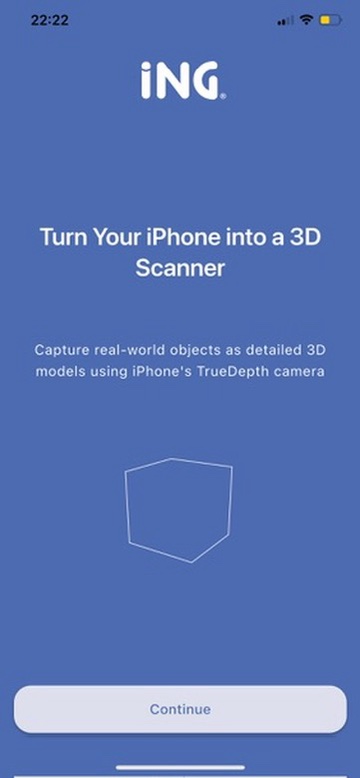 22:22
iNG®
Turn Your iPhone into a 3D
Scanner
Capture real-world objects as detailed 3D
models using iPhone's TrueDepth camera
Continue